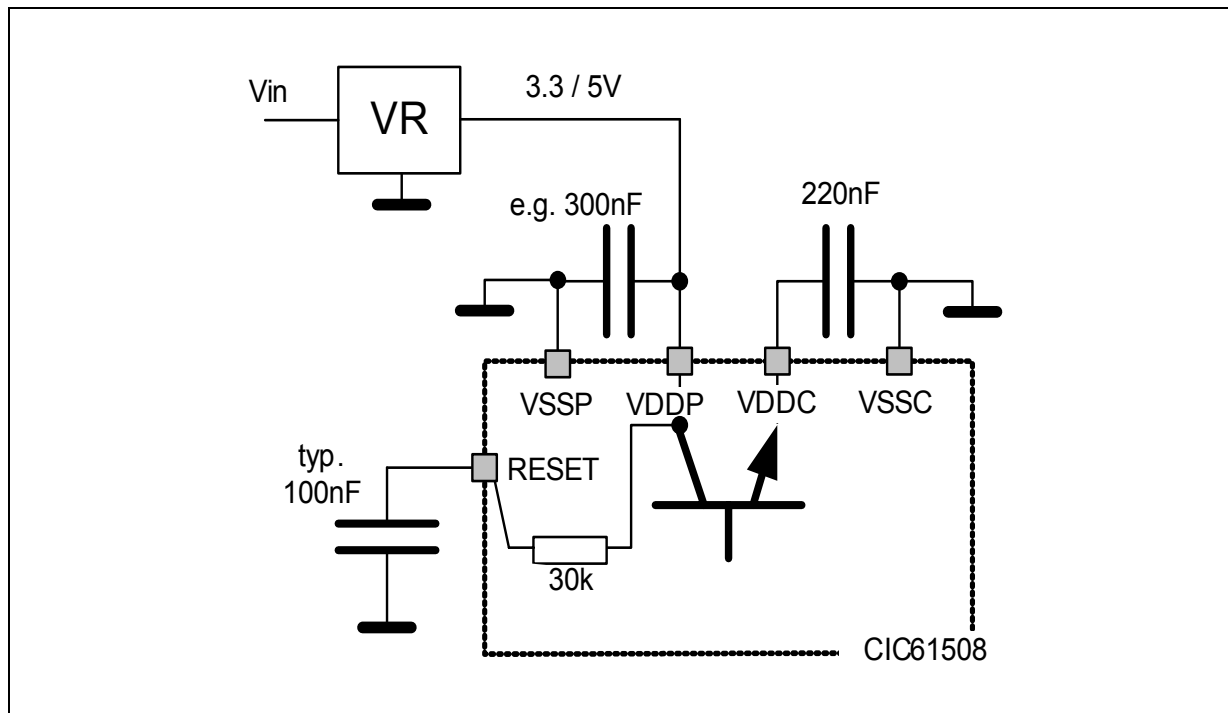 Vin
VR
3.3 / 5V
e.g. 300nF
220nF
VSSP
VDDP
VDDC
VSSC
typ.
100nF
RESET
30k
CIC61508